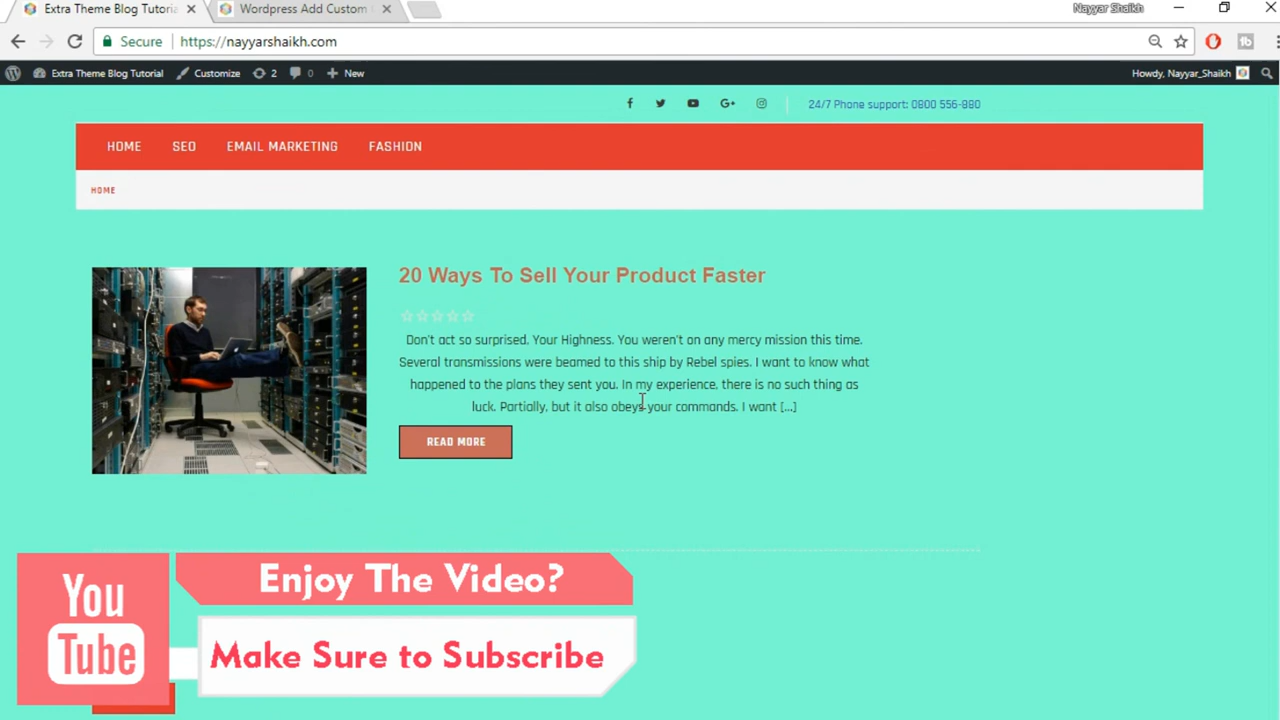 Extra Theme Blog Tutoria
Wordpress Add Custom
Nayyar Shaikh
Secure
https://nayyarshaikh.com
Extra Theme Blog Tutorial
Customize
2
0
New
Howdy, Nayyar_Shaikh
24/7 Phone support: 0800 556-980
HOME SEO EMAIL MARKETING FASHION
HOME
20 Ways To Sell Your Product Faster
Don't act so surprised, Your Highness. You weren't on any mercy mission this time.
Several transmissions were beamed to this ship by Rebel spies. I want to know what
happened to the plans they sent you. In my experience, there is no such thing as
luck. Partially, but it also obeys your commands. I want [...]
READ MORE
You
Tube
Enjoy The Video?
Make Sure to Subscribe